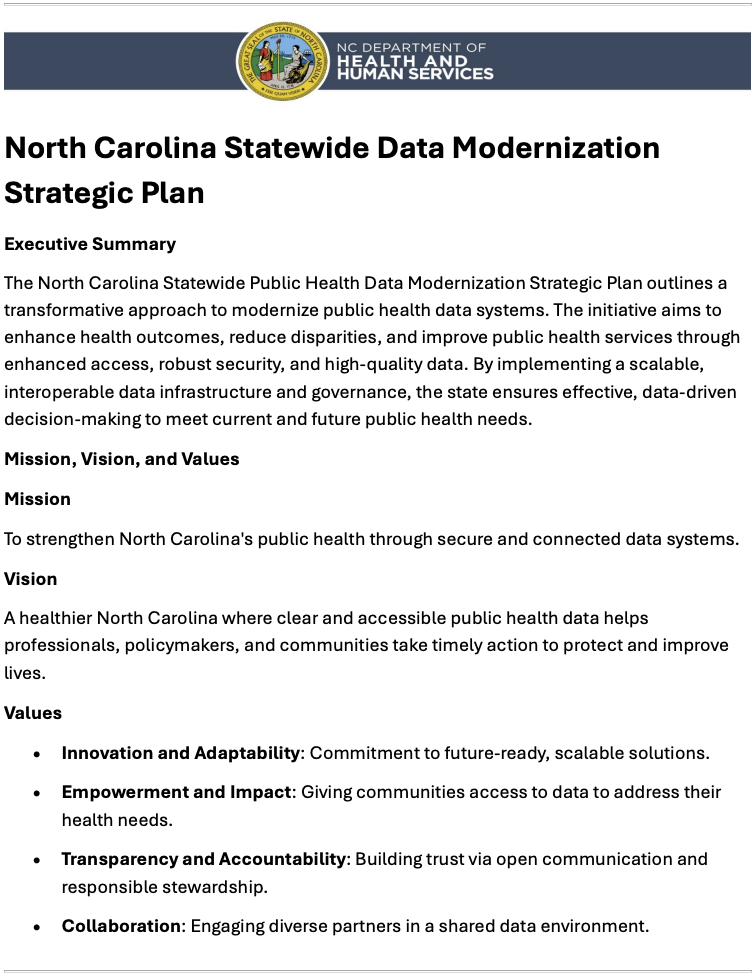 NC DEPARTMENT OF
HEALTH AND
HUMAN SERVICES
North Carolina Statewide Data Modernization
Strategic Plan
Executive Summary
The North Carolina Statewide Public Health Data Modernization Strategic Plan outlines a
transformative approach to modernize public health data systems. The initiative aims to
enhance health outcomes, reduce disparities, and improve public health services through
enhanced access, robust security, and high-quality data. By implementing a scalable,
interoperable data infrastructure and governance, the state ensures effective, data-driven
decision-making to meet current and future public health needs.
Mission, Vision, and Values
Mission
To strengthen North Carolina's public health through secure and connected data systems.
Vision
A healthier North Carolina where clear and accessible public health data helps
professionals, policymakers, and communities take timely action to protect and improve
lives.
Values
• Innovation and Adaptability: Commitment to future-ready, scalable solutions.
• Empowerment and Impact: Giving communities access to data to address their
health needs.
• Transparency and Accountability: Building trust via open communication and
responsible stewardship.
• Collaboration: Engaging diverse partners in a shared data environment.